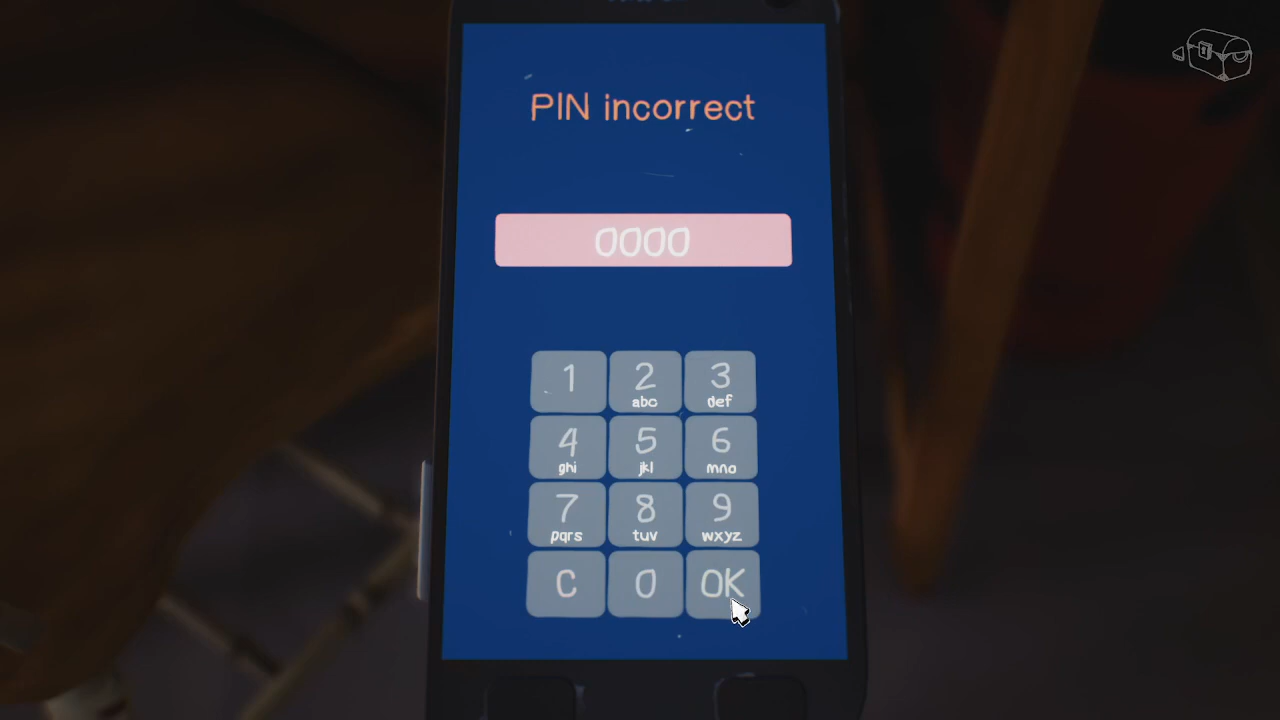 PIN incorrect
0000
1 2 3
abc def
4 5 6
ghi jkl mno
7 8 9
pqrs tuv wxyz
C 0 OK